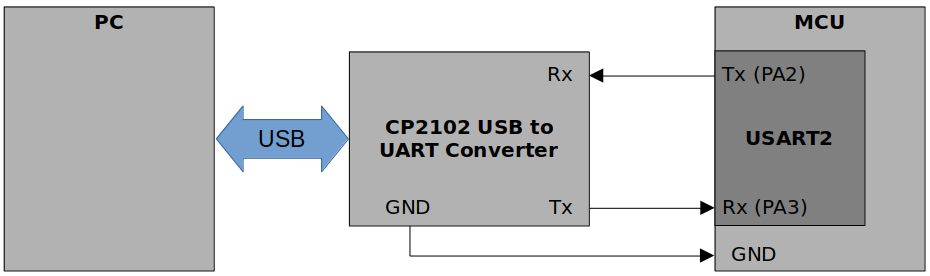 PC
MCU
Rx
Tx (PA2)
CP2102 USB to
UART Converter
USB
USART2
GND
Tx
Rx (PA3)
GND